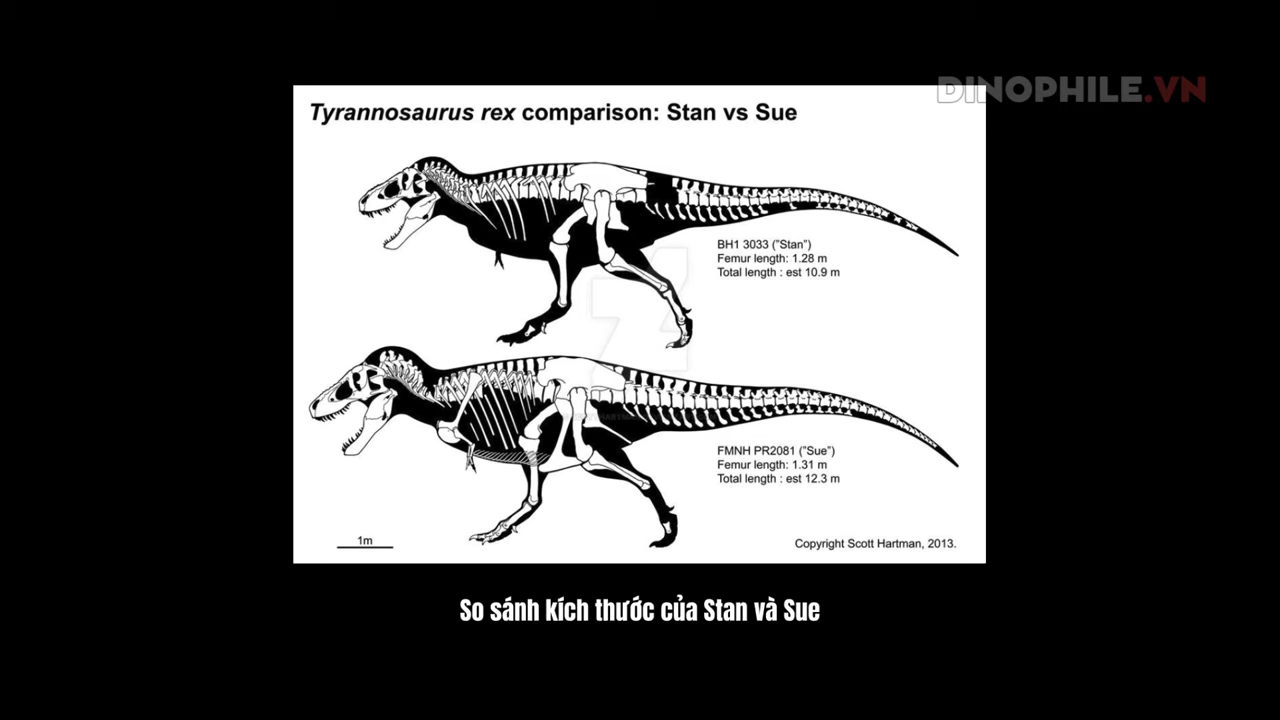 DINOPHILE.VN
Tyrannosaurus rex comparison: Stan vs Sue
BH1 3033 ("Stan")
Femur length: 1.28 m
Total length : est 10.9 m
FMNH PR2081 ("Sue")
Femur length: 1.31 m
Total length : est 12.3 m
1m
Copyright Scott Hartman, 2013.
So sánh kích thước của Stan và Sue